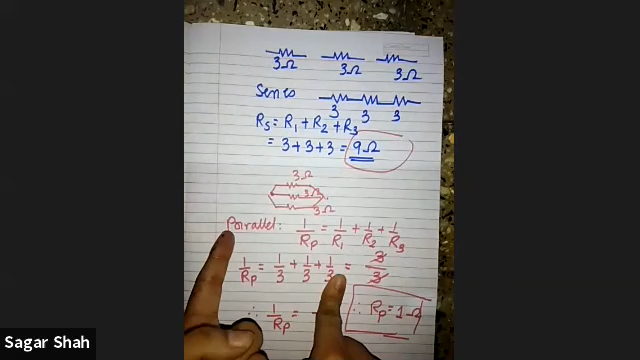 3Ω 3Ω 3Ω
Series
3 3 3
Rs = R1 + R2 + R3
= 3 + 3 + 3 = 9Ω
3Ω
3Ω
3Ω
Parallel: 1/Rp = 1/R1 + 1/R2 + 1/R3
1/Rp = 1/3 + 1/3 + 1/3 = 3/3
∴ 1/Rp = ∴ Rp = 1Ω
Sagar Shah